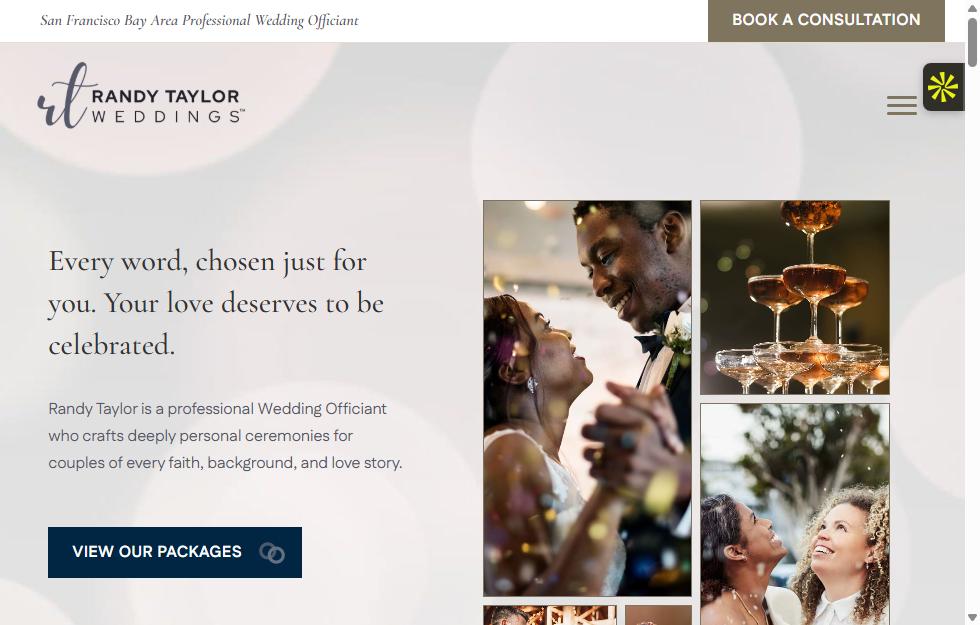 San Francisco Bay Area Professional Wedding Officiant
BOOK A CONSULTATION
rt RANDY TAYLOR
WEDDINGS™
Every word, chosen just for
you. Your love deserves to be
celebrated.
Randy Taylor is a professional Wedding Officiant
who crafts deeply personal ceremonies for
couples of every faith, background, and love story.
VIEW OUR PACKAGES